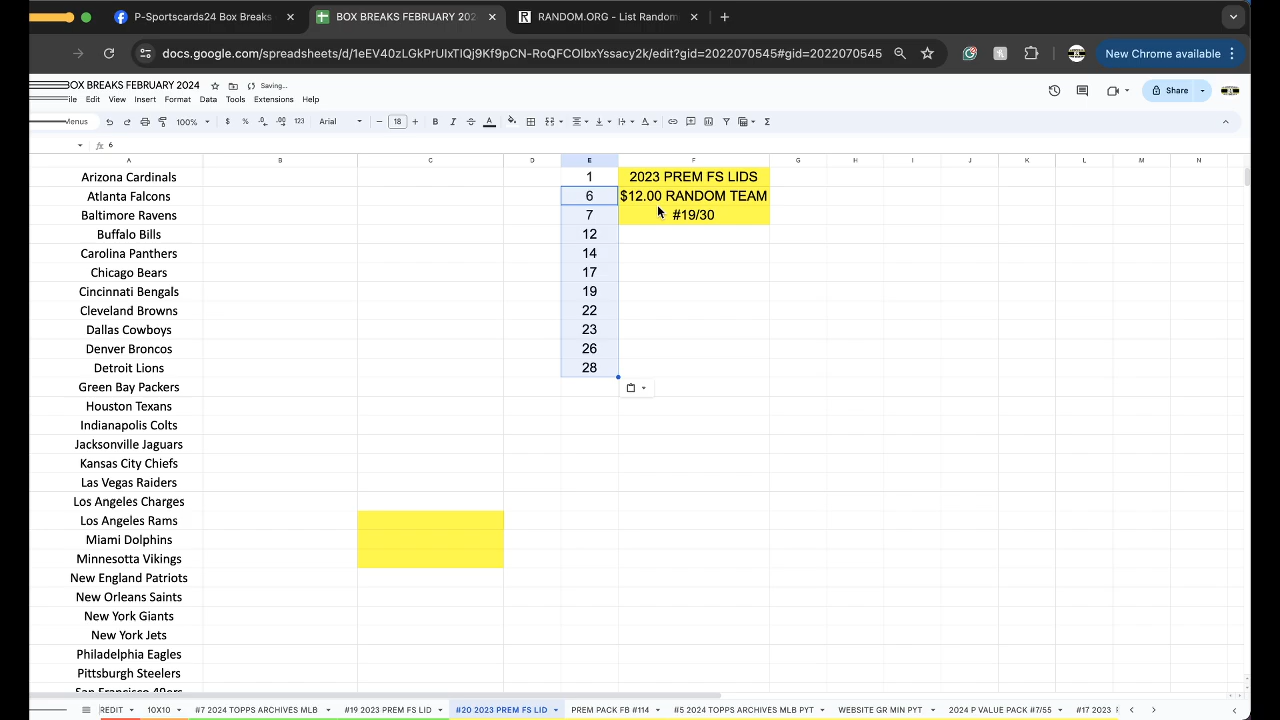 P-Sportscards24 Box Breaks
BOX BREAKS FEBRUARY 202
RANDOM.ORG - List Random
docs.google.com/spreadsheets/d/1eEV40zLGkPrUIxTIQj9Kf9p
New Chrome available
BOX BREAKS FEBRUARY 2024
Saving...
ile Edit View Insert Format Data Tools Extensions Help
Share
Menus
100% $ % .0 .00 123 Arial 18 B I A
fx 6
A B C D E F G H I J K L M N
Arizona Cardinals 1 2023 PREM FS LIDS
Atlanta Falcons 6 $12.00 RANDOM TEAM
Baltimore Ravens 7 #19/30
Buffalo Bills 12
Carolina Panthers 14
Chicago Bears 17
Cincinnati Bengals 19
Cleveland Browns 22
Dallas Cowboys 23
Denver Broncos 26
Detroit Lions 28
Green Bay Packers
Houston Texans
Indianapolis Colts
Jacksonville Jaguars
Kansas City Chiefs
Las Vegas Raiders
Los Angeles Charges
Los Angeles Rams
Miami Dolphins
Minnesotta Vikings
New England Patriots
New Orleans Saints
New York Giants
New York Jets
Philadelphia Eagles
Pittsburgh Steelers
San Francisco 49ers
REDIT 10X10 #7 2024 TOPPS ARCHIVES MLB #19 2023 PREM FS LID #20 2023 PREM FS LID PREM PACK FB #114 #5 2024 TOPPS ARCHIVES MLB PYT WEBSITE GR MIN PYT 2024 P VALUE PACK #7/55 #17 2023